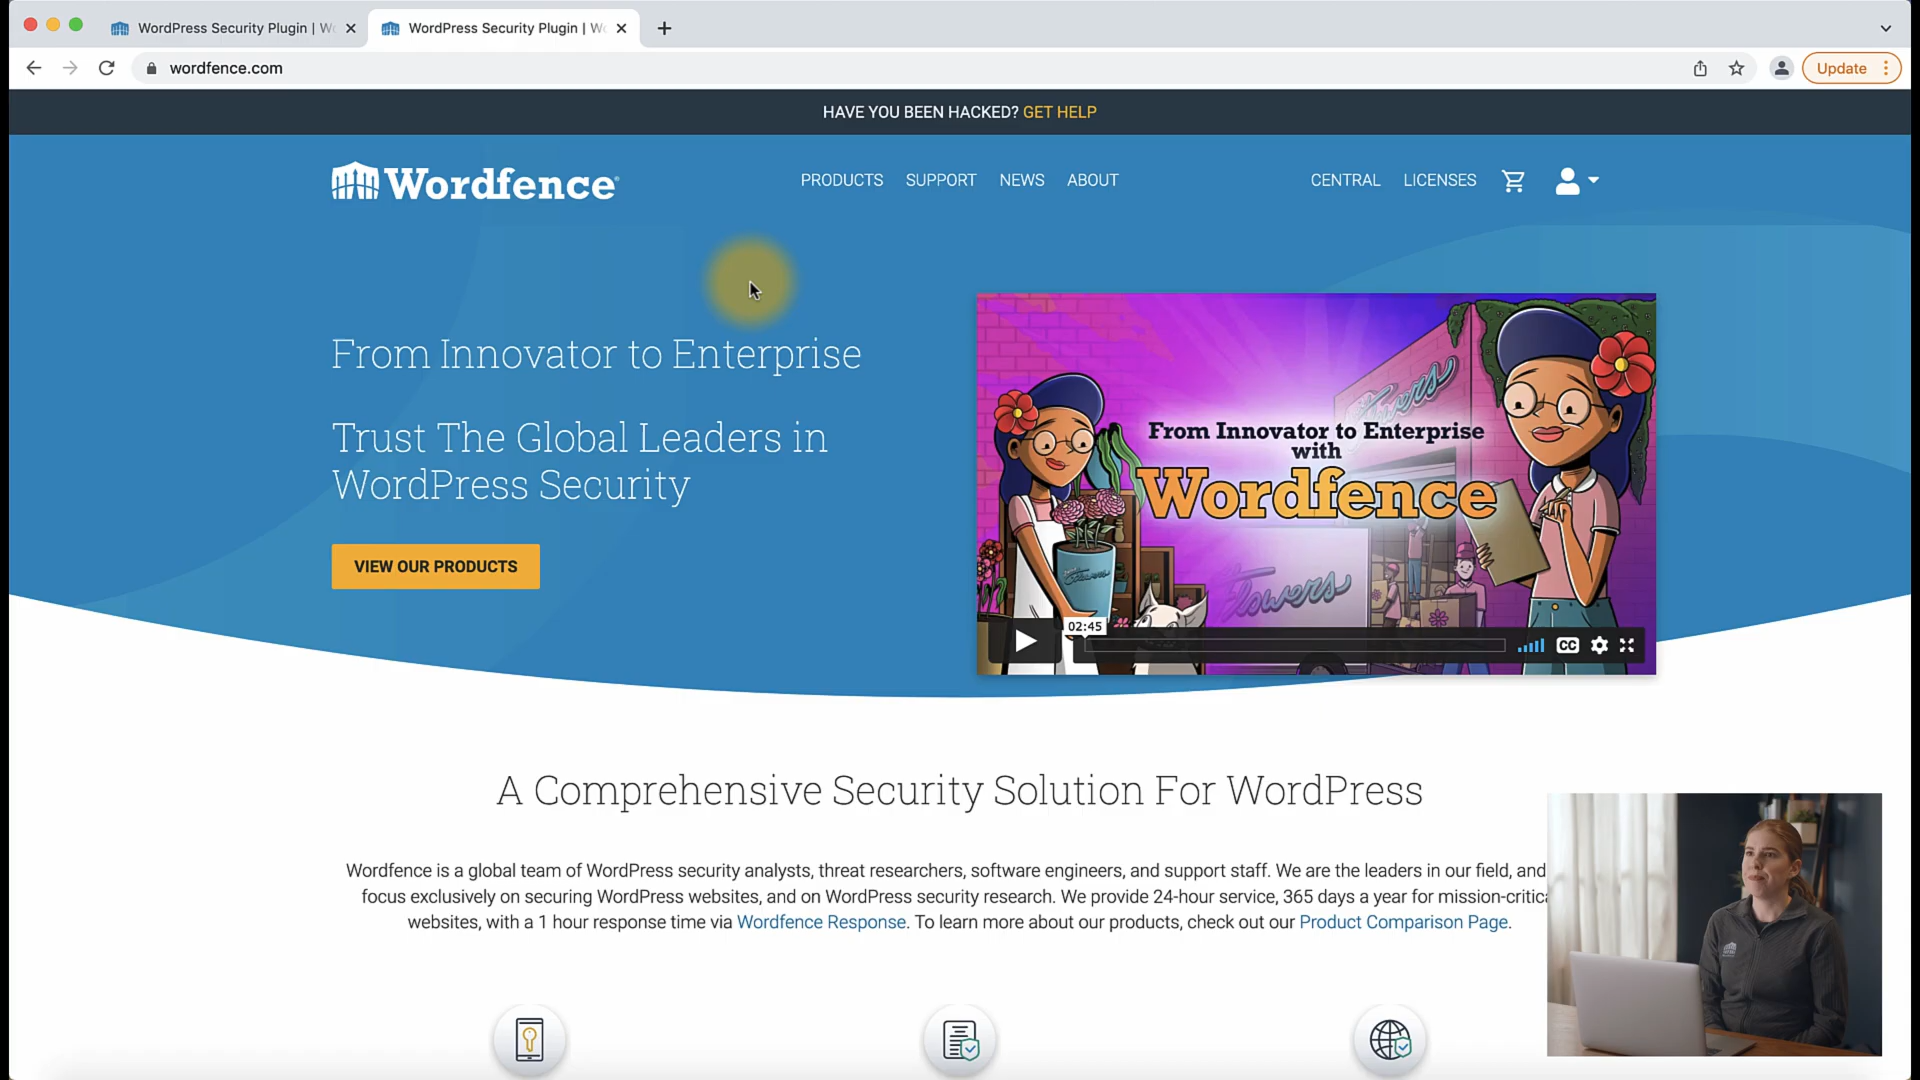 WordPress Security Plugin | W
WordPress Security Plugin | W
wordfence.com
Update
HAVE YOU BEEN HACKED? GET HELP
Wordfence
PRODUCTS SUPPORT NEWS ABOUT
CENTRAL LICENSES
From Innovator to Enterprise
Trust The Global Leaders in
WordPress Security
VIEW OUR PRODUCTS
Flowers
From Innovator to Enterprise
with
Wordfence
Flowers
02:45
CC
A Comprehensive Security Solution For WordPress
Wordfence is a global team of WordPress security analysts, threat researchers, software engineers, and support staff. We are the leaders in our field, and
focus exclusively on securing WordPress websites, and on WordPress security research. We provide 24-hour service, 365 days a year for mission-critica
websites, with a 1 hour response time via Wordfence Response. To learn more about our products, check out our Product Comparison Page.